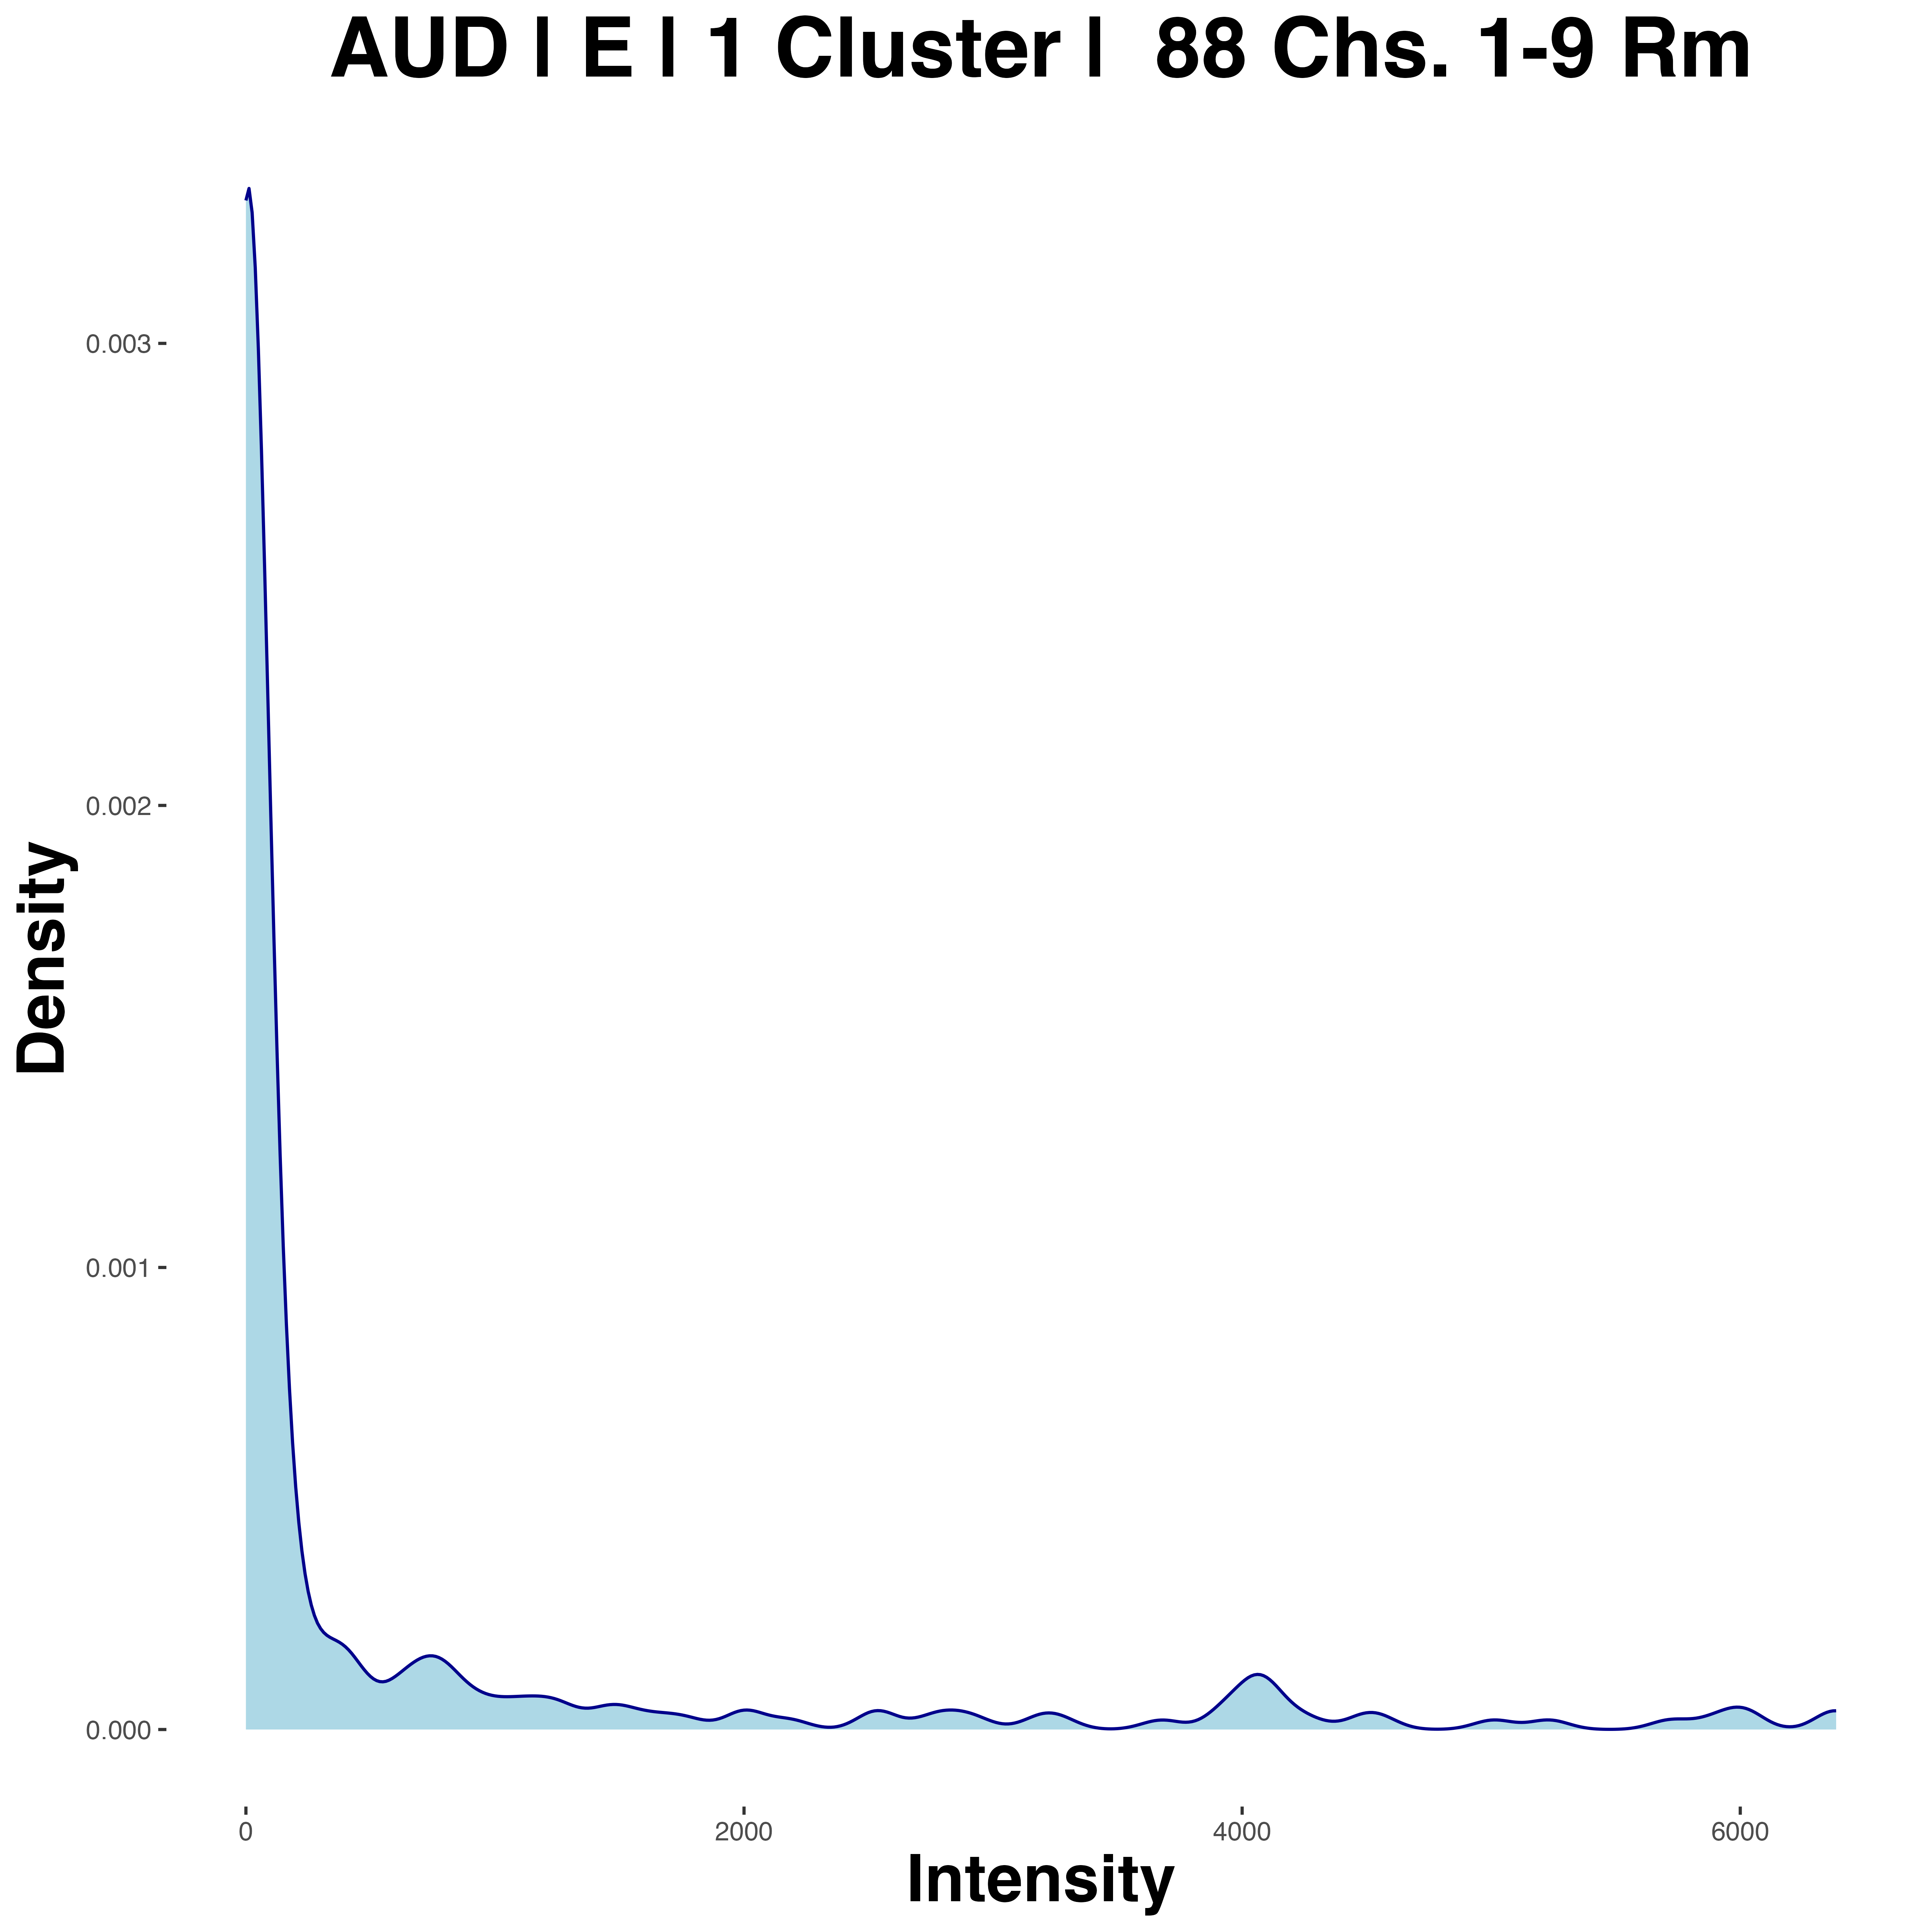 AUD | E | 1 Cluster |  88 Chs. 1-9 Rm
0.003
0.002
0.001
0.000
Density
0
2000
4000
6000
Intensity